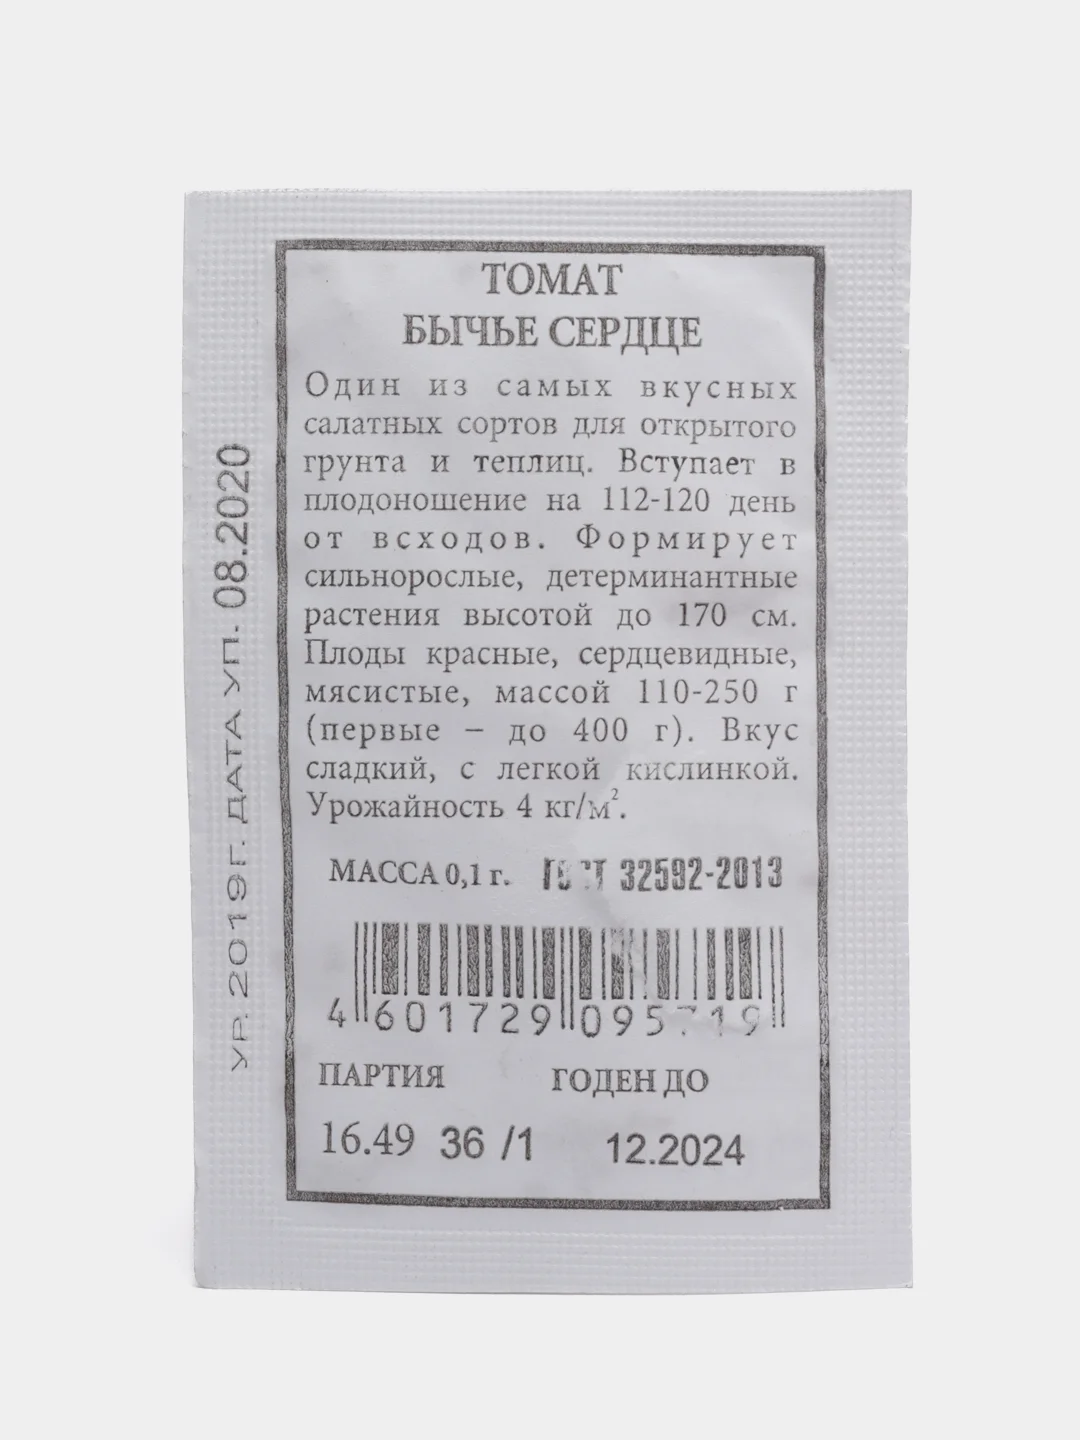 ТОМАТ
БЫЧЬЕ СЕРДЦЕ
Один из самых вкусных
салатных сортов для открытого
грунта и теплиц. Вступает в
плодоношение на 112-120 день
от всходов. Формирует
сильнорослые, детерминантные
растения высотой до 170 см.
Плоды красные, сердцевидные,
мясистые, массой 110-250 г
(первые – до 400 г). Вкус
сладкий, с легкой кислинкой.
Урожайность 4 кг/м².
МАССА 0,1 г. ГОСТ 32592-2013
4 601729 095719
ПАРТИЯ ГОДЕН ДО
16.49 36 /1 12.2024
УР. 2019 Г. ДАТА УП. 08.2020